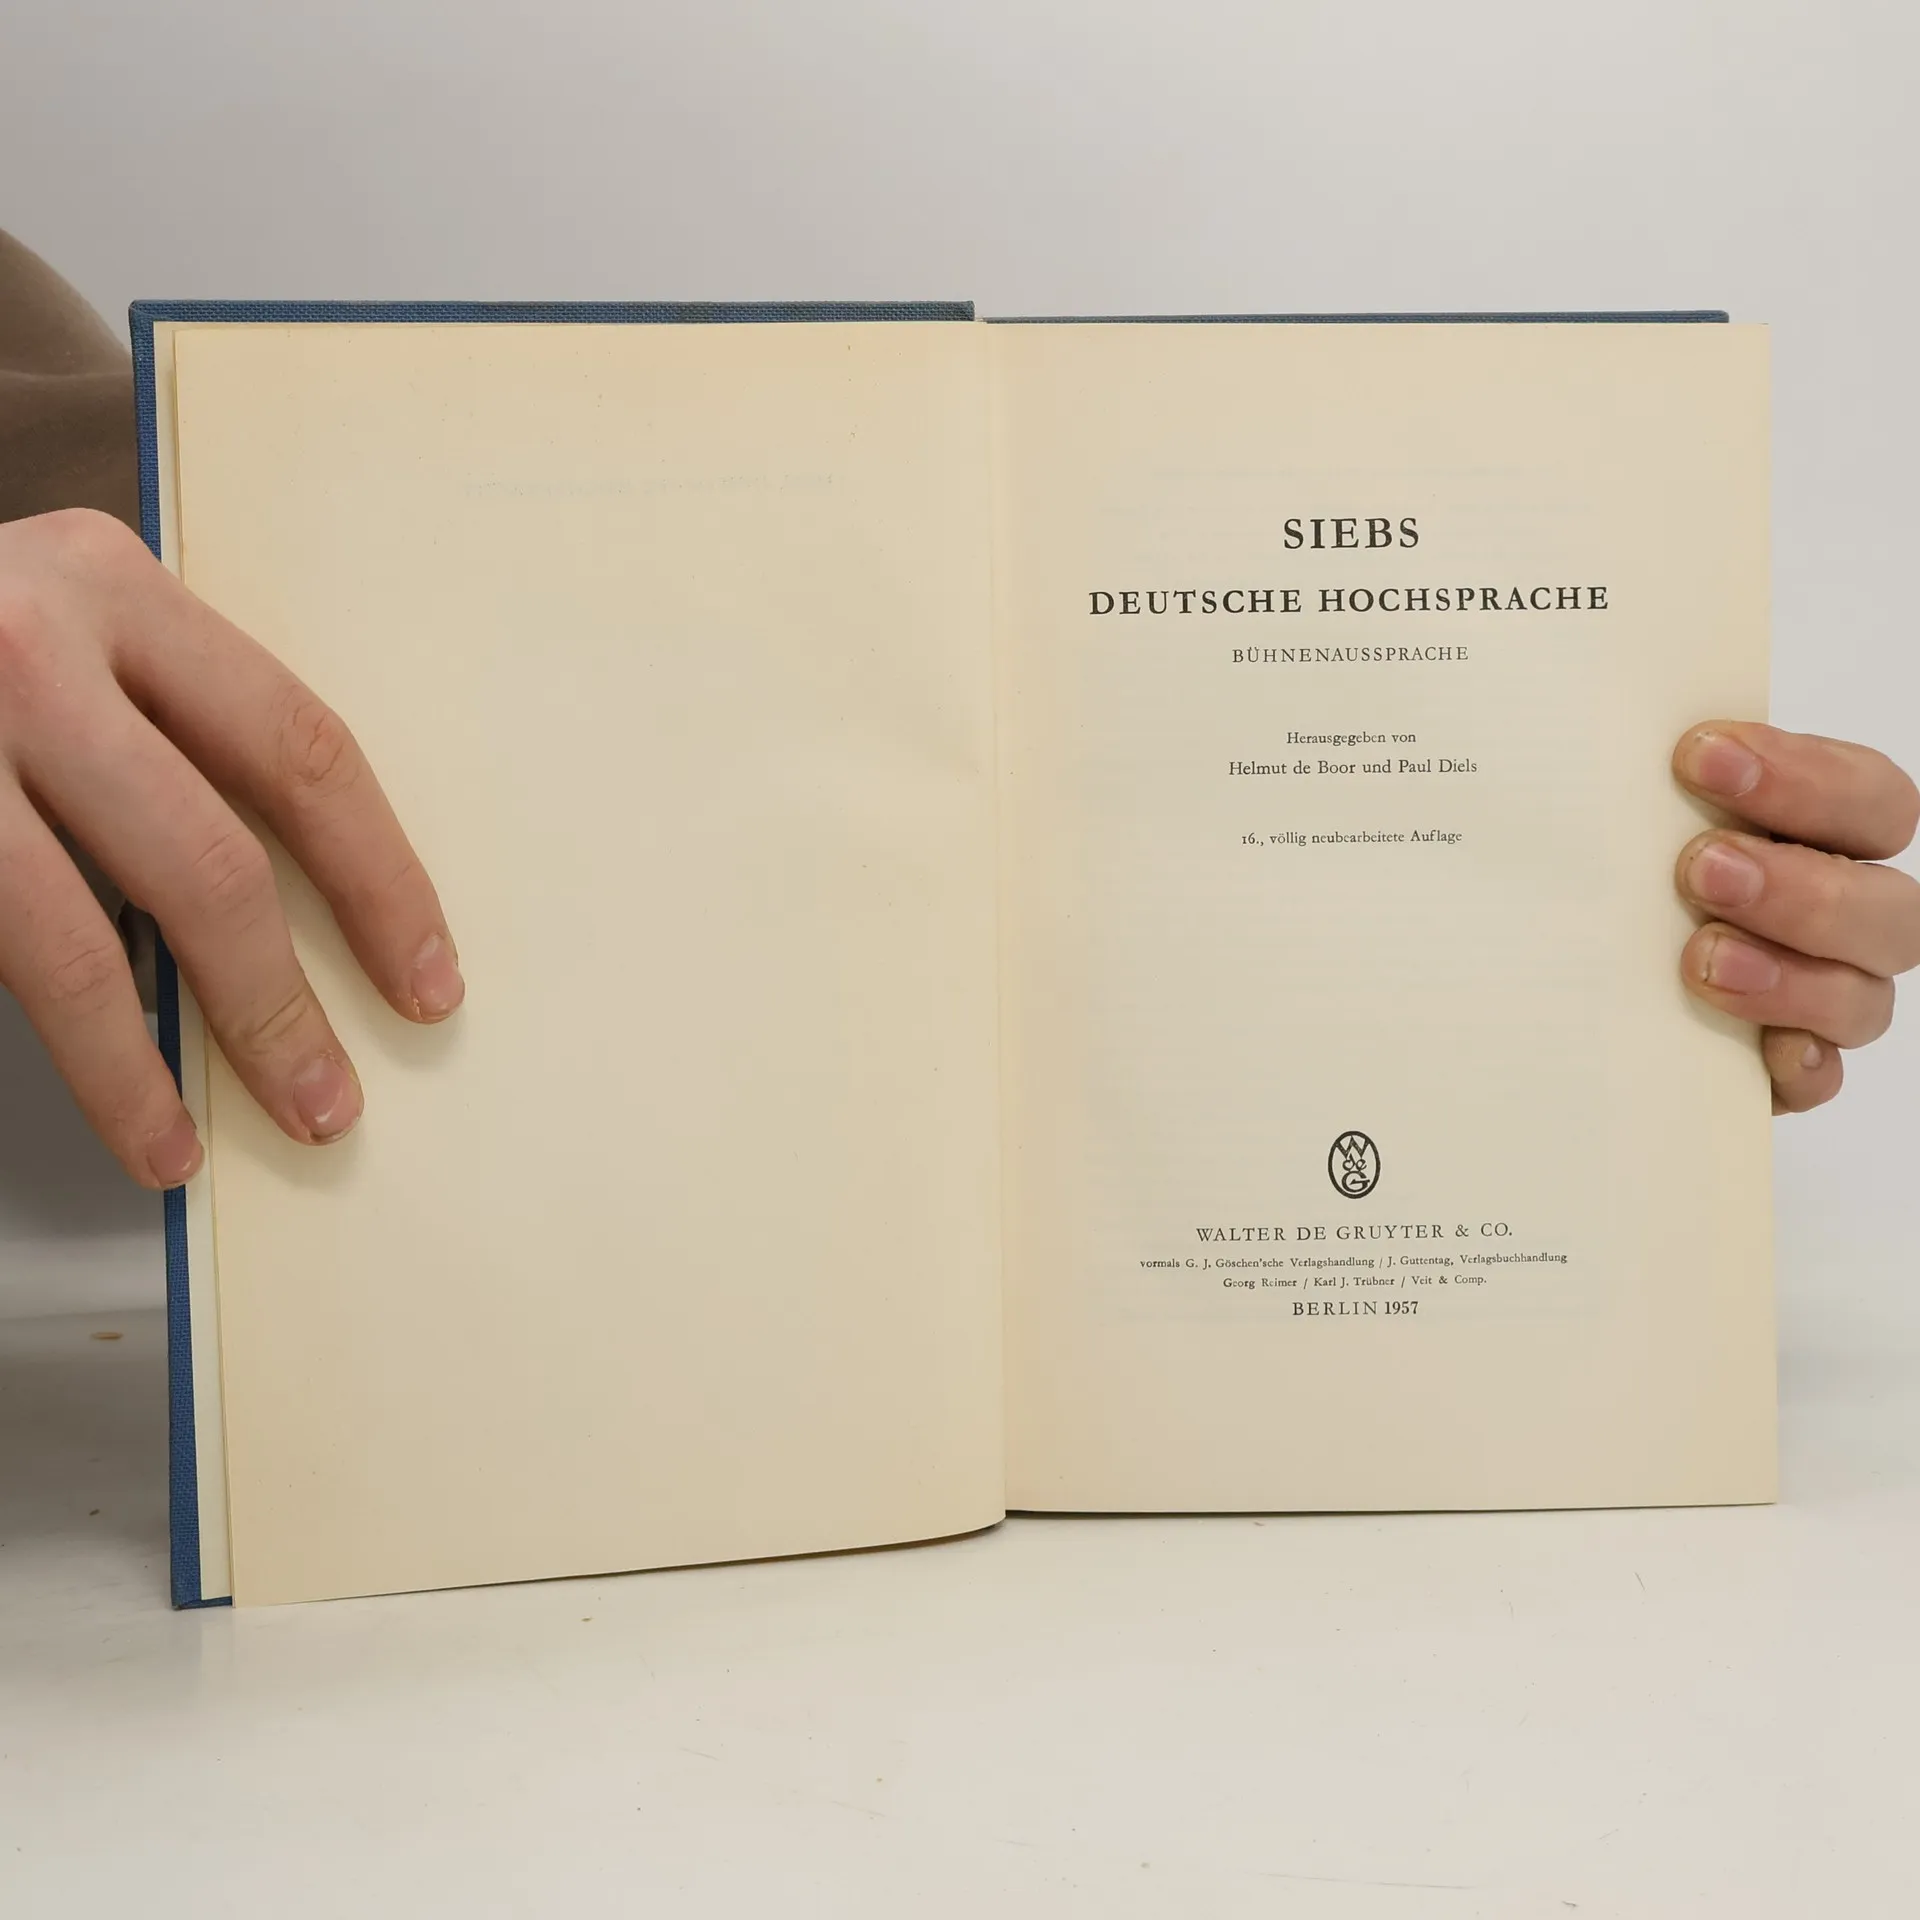 SIEBS
DEUTSCHE HOCHSPRACHE
BÜHNENAUSSPRACHE
Herausgegeben von
Helmut de Boor und Paul Diels
16., völlig neubearbeitete Auflage
W
de
G
WALTER DE GRUYTER & CO.
vormals G. J. Göschen'sche Verlagshandlung / J. Guttentag, Verlagsbuchhandlung
Georg Reimer / Karl J. Trübner / Veit & Comp.
BERLIN 1957